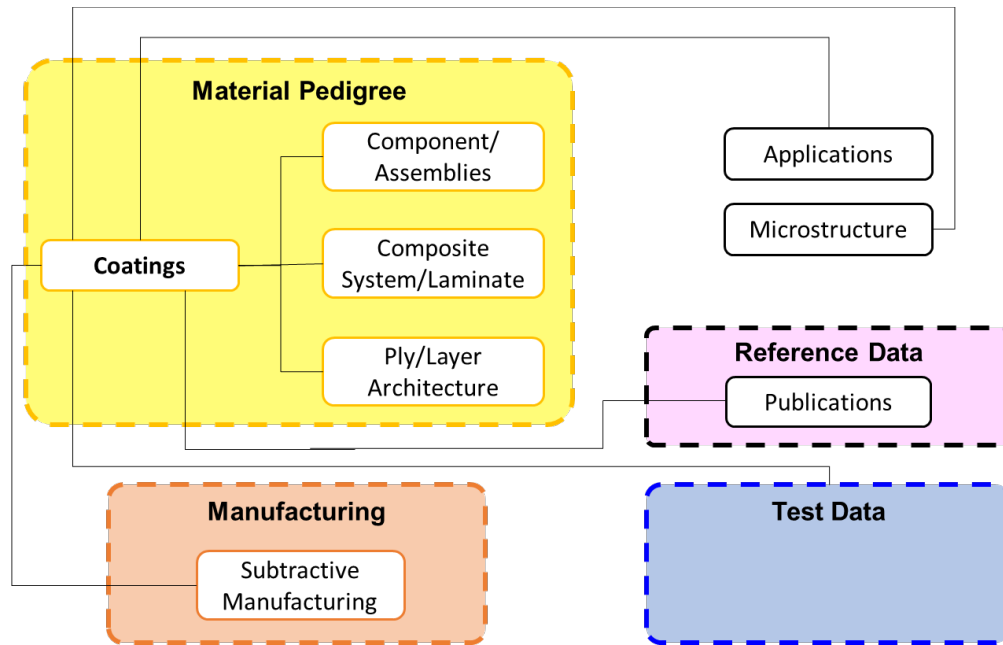 Material Pedigree
Component/
Assemblies
Applications
Microstructure
Coatings
Composite
System/Laminate
Ply/Layer
Architecture
Reference Data
Publications
Manufacturing
Subtractive
Manufacturing
Test Data